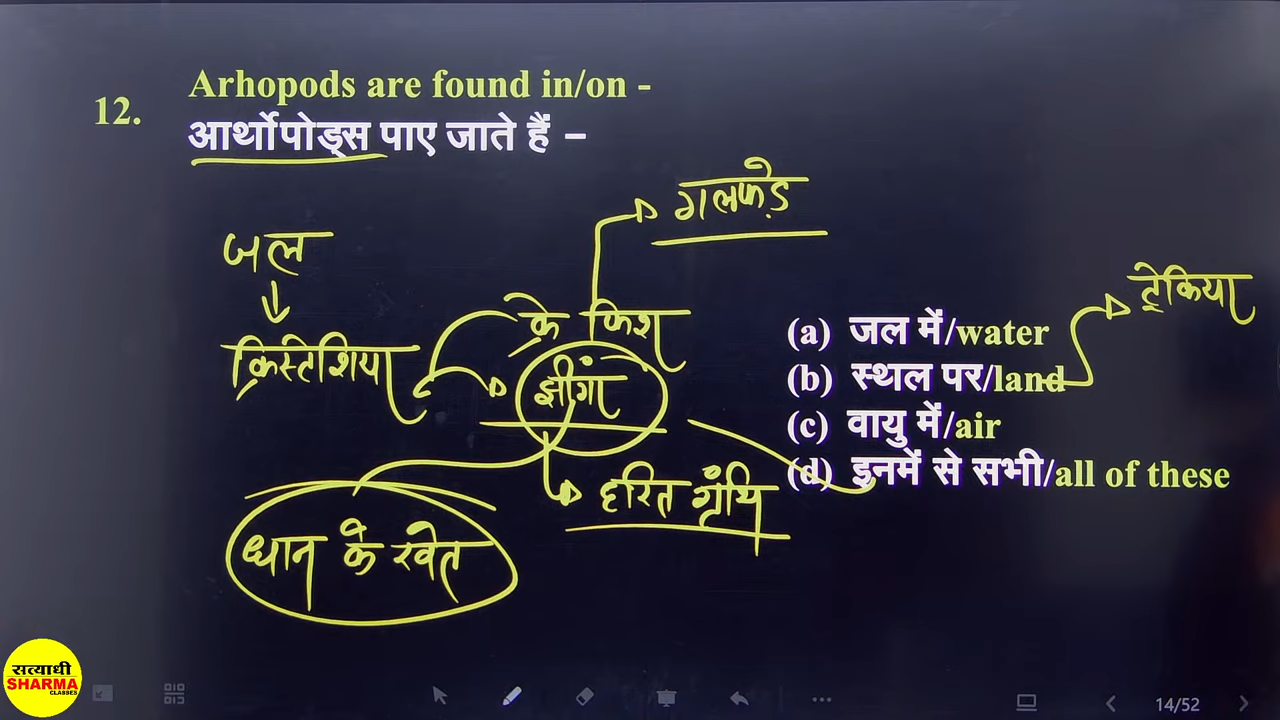 12.
Arhopods are found in/on -
आर्थोपोड्स पाए जाते हैं –
गलफड़े
जल
ट्रेकिया
क्रे फिश
(a) जल में/water
क्रिस्टेशिया
झींगा
(b) स्थल पर/land
(c) वायु में/air
(d) इनमें से सभी/all of these
हरित ग्रंथि
धान के खेत
सत्याधी
SHARMA
CLASSES
14/52